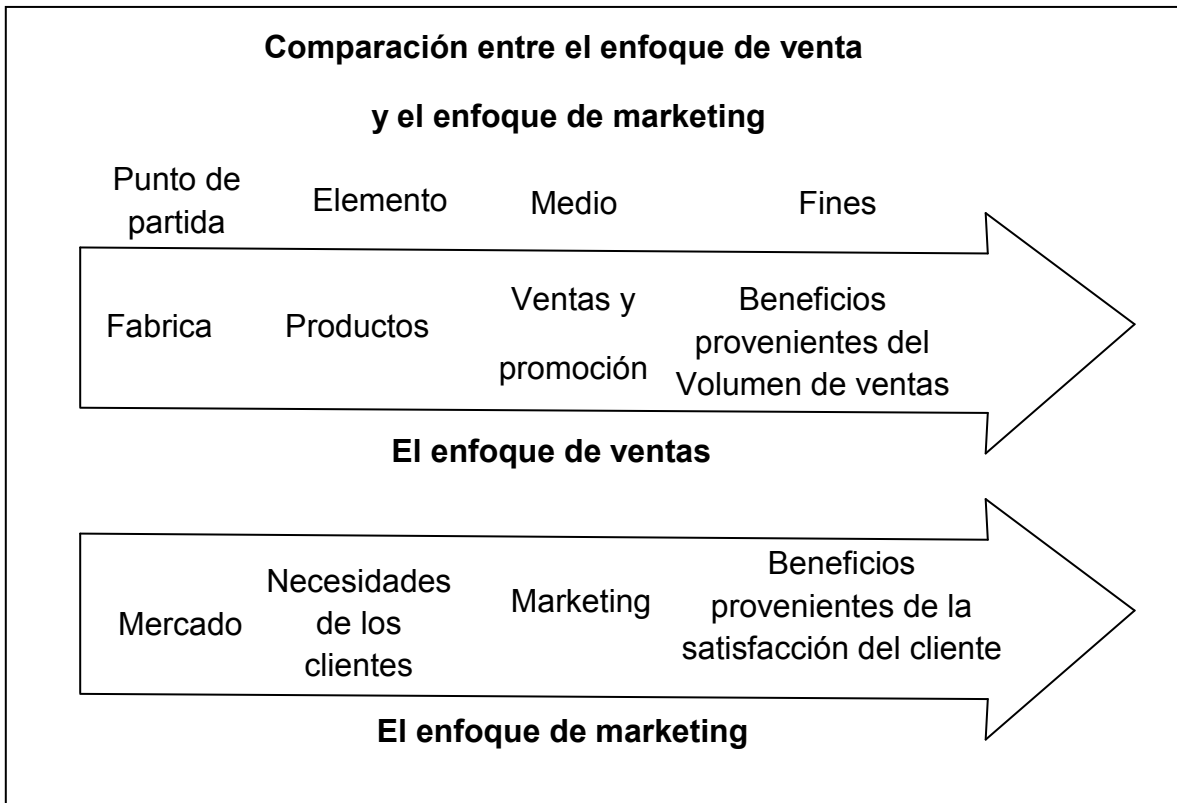 Comparación entre el enfoque de venta
y el enfoque de marketing
Punto de
partida
Elemento
Medio
Fines
Fabrica
Productos
Ventas y
promoción
Beneficios
provenientes del
Volumen de ventas
El enfoque de ventas
Mercado
Necesidades
de los
clientes
Marketing
Beneficios
provenientes de la
satisfacción del cliente
El enfoque de marketing